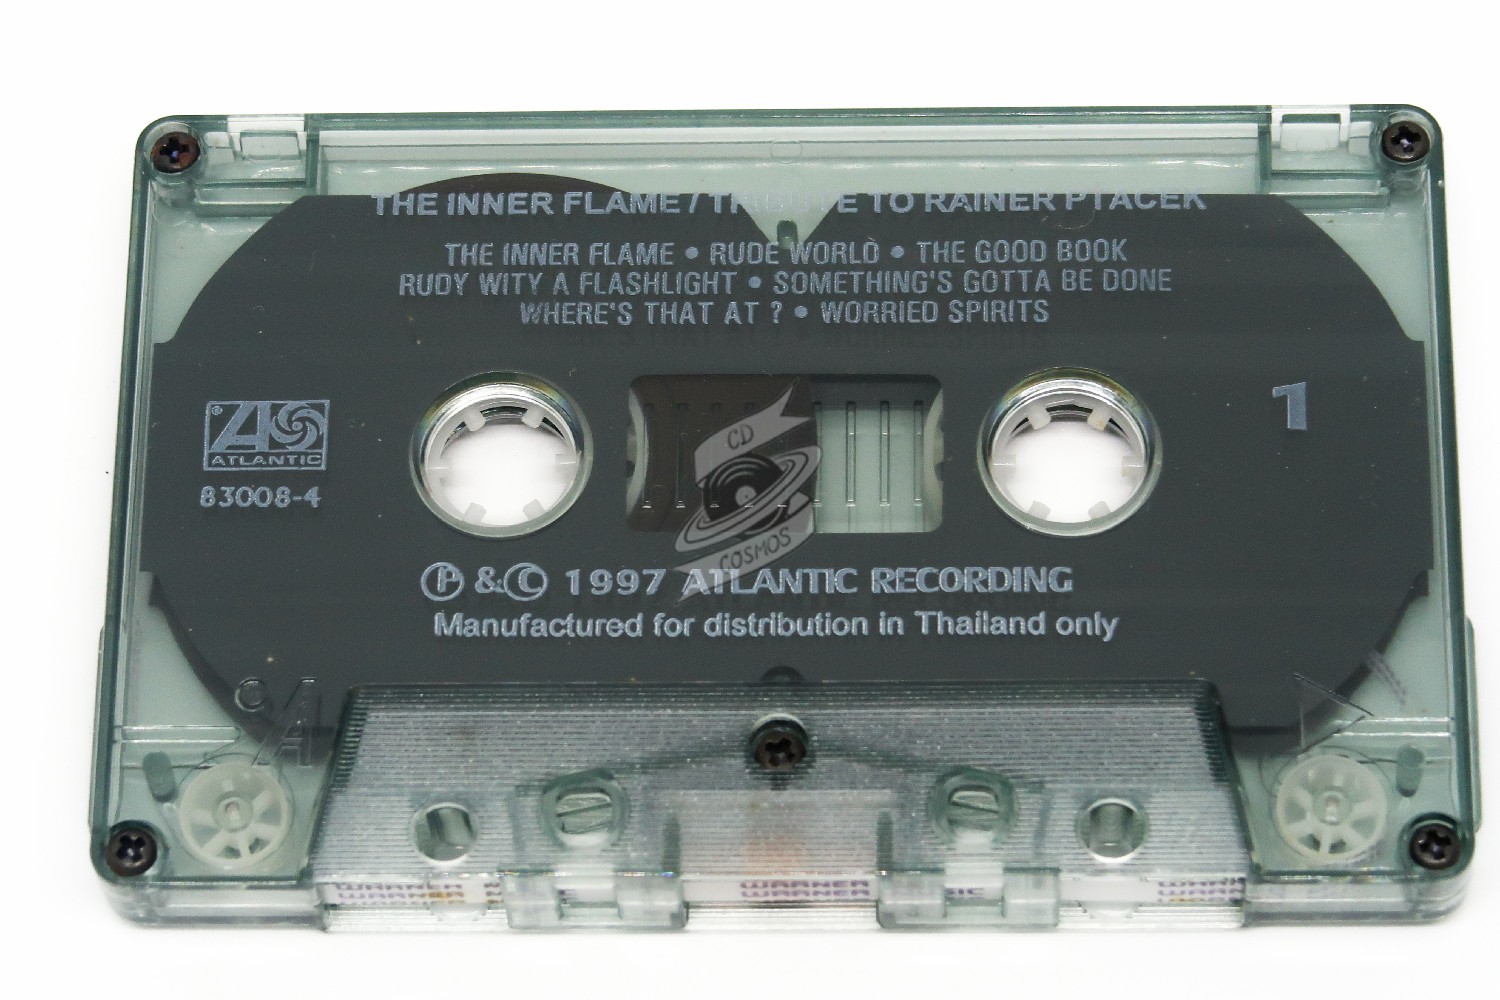 THE INNER FLAME / TRIBUTE TO RAINER PTACEK
THE INNER FLAME • RUDE WORLD • THE GOOD BOOK
RUDY WITY A FLASHLIGHT • SOMETHING'S GOTTA BE DONE
WHERE'S THAT AT ? • WORRIED SPIRITS
1
ATLANTIC
83008-4
CD
COSMOS
Ⓟ & © 1997 ATLANTIC RECORDING
Manufactured for distribution in Thailand only
A
WARNER
WARNER